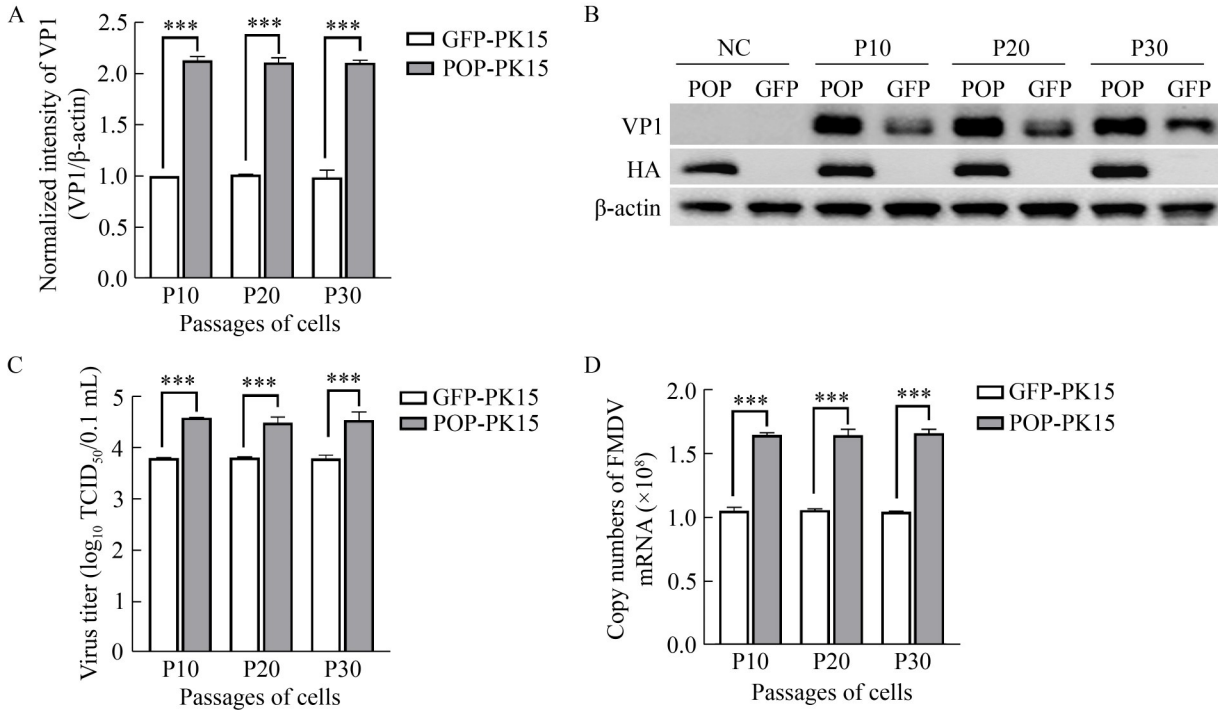 A
Normalized intensity of VP1
(VP1/β-actin)
2.5
2.0
1.5
1.0
2.5
0.0
***
***
***
GFP-PK15
POP-PK15
P10
P20
P30
Passages of cells
B
NC
P10
P20
P30
POP
GFP
POP
GFP
POP
GFP
POP
GFP
VP1
HA
β-actin
C
Virus titer (log₁₀ TCID₅₀/0.1 mL)
5
4
3
2
1
0
***
***
***
GFP-PK15
POP-PK15
P10
P20
P30
Passages of cells
D
Copy numbers of FMDV
mRNA (×10⁸)
2.0
1.5
1.0
0.5
0.0
***
***
***
GFP-PK15
POP-PK15
P10
P20
P30
Passages of cells